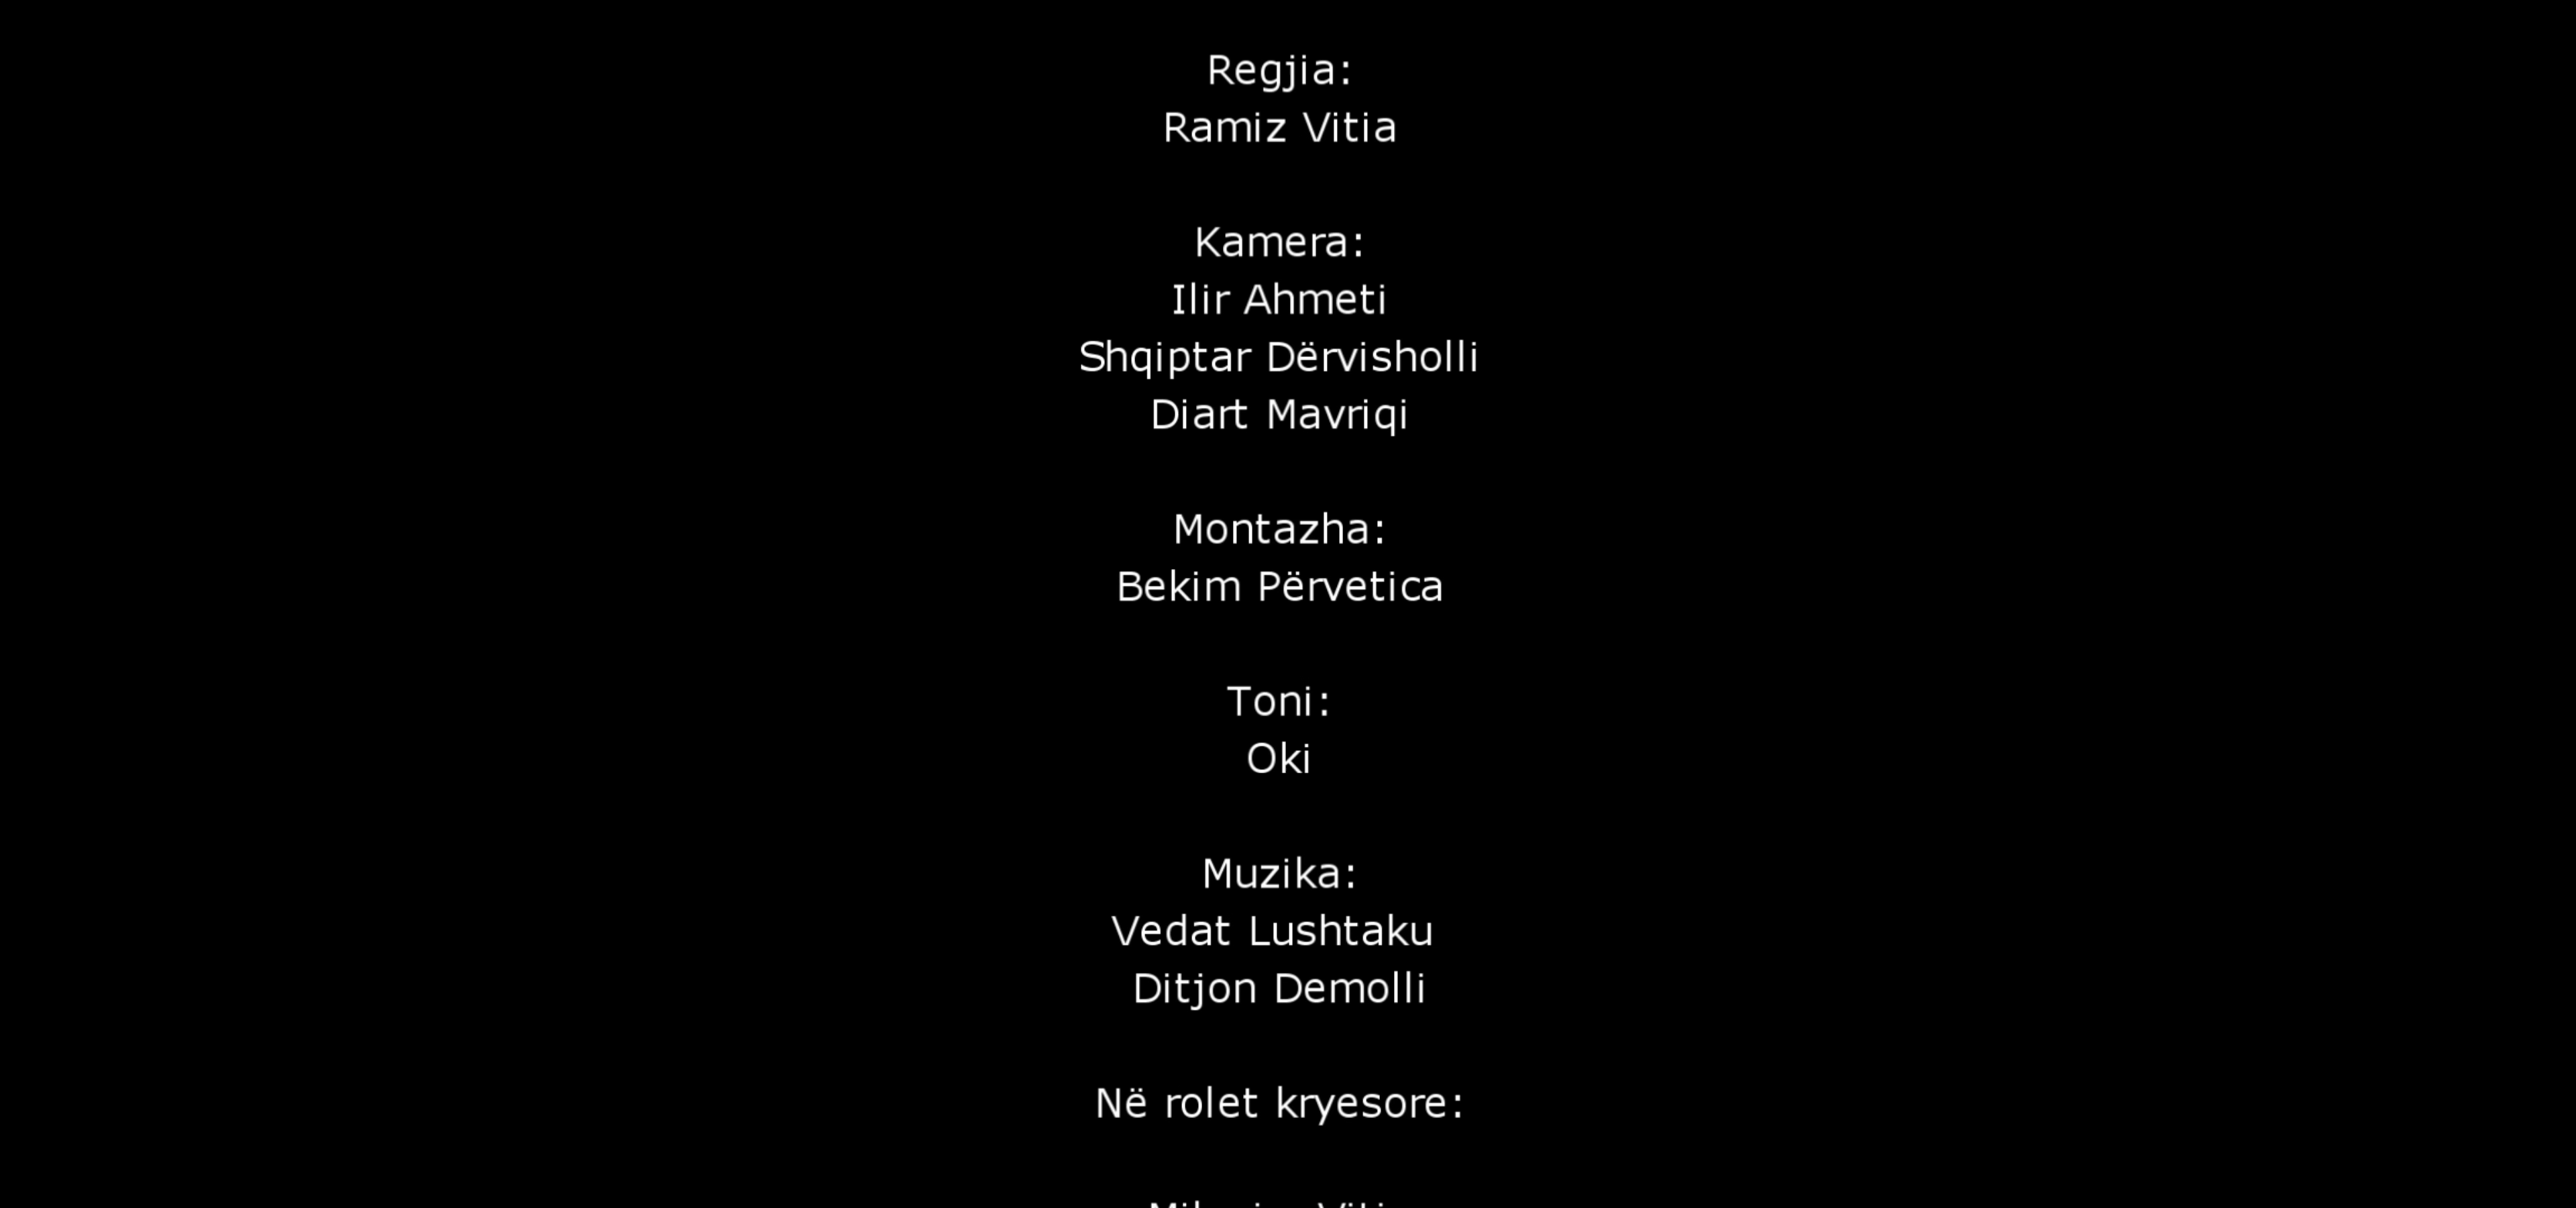 Regjia:
Ramiz Vitia
Kamera:
Ilir Ahmeti
Shqiptar Dërvisholli
Diart Mavriqi
Montazha:
Bekim Përvetica
Toni:
Oki
Muzika:
Vedat Lushtaku
Ditjon Demolli
Në rolet kryesore: